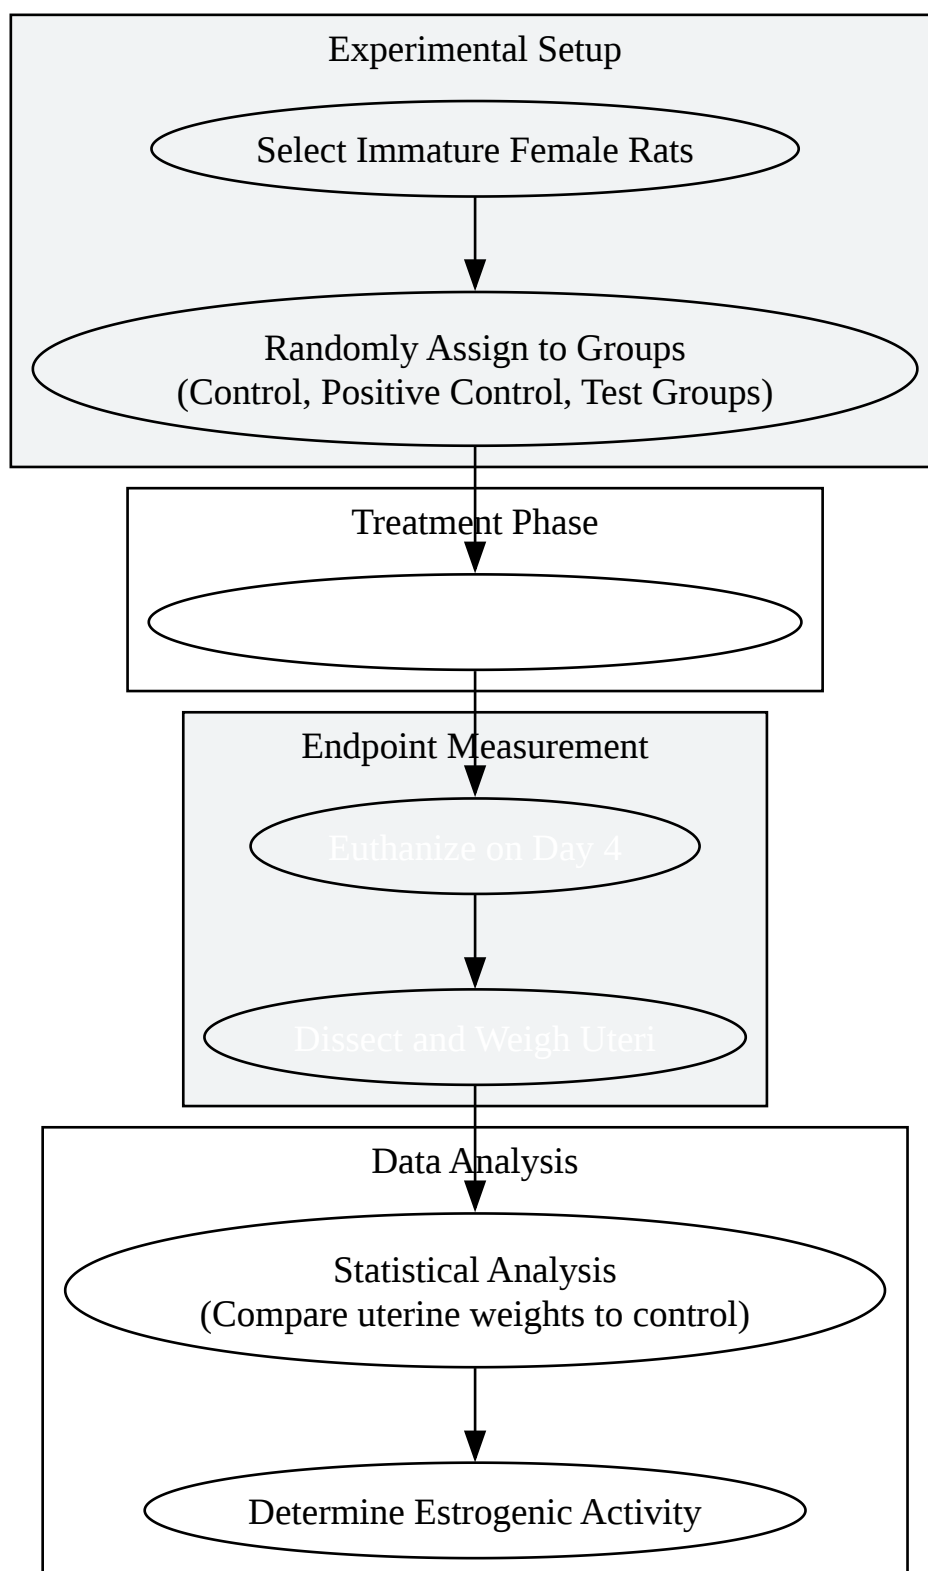 Experimental Setup
Select Immature Female Rats
Randomly Assign to Groups
(Control, Positive Control, Test Groups)
Treatment Phase
Endpoint Measurement
Euthanize on Day 4
Dissect and Weigh Uteri
Data Analysis
Statistical Analysis
(Compare uterine weights to control)
Determine Estrogenic Activity